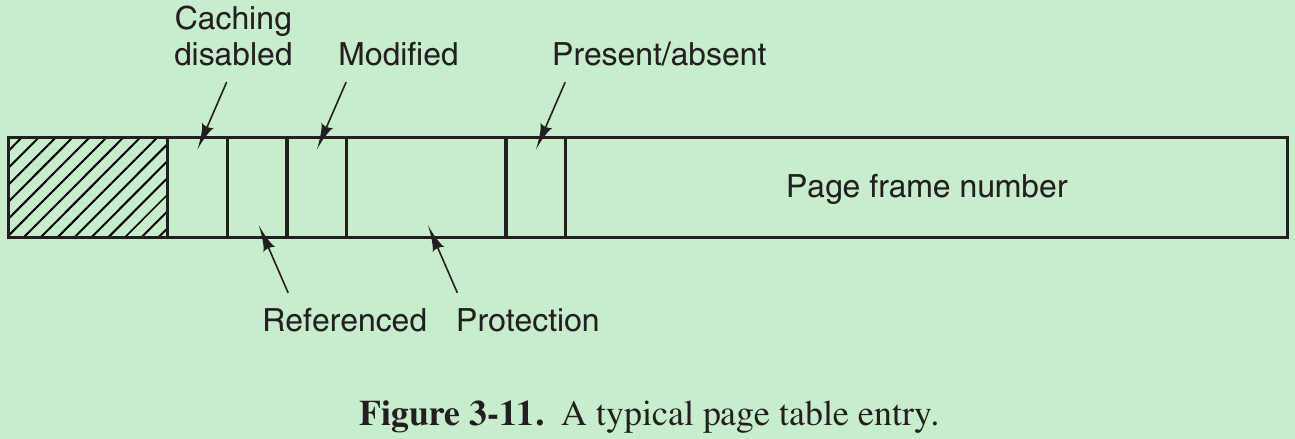 Caching
disabled
Modified
Present/absent
Page frame number
Referenced
Protection
Figure 3-11. A typical page table entry.